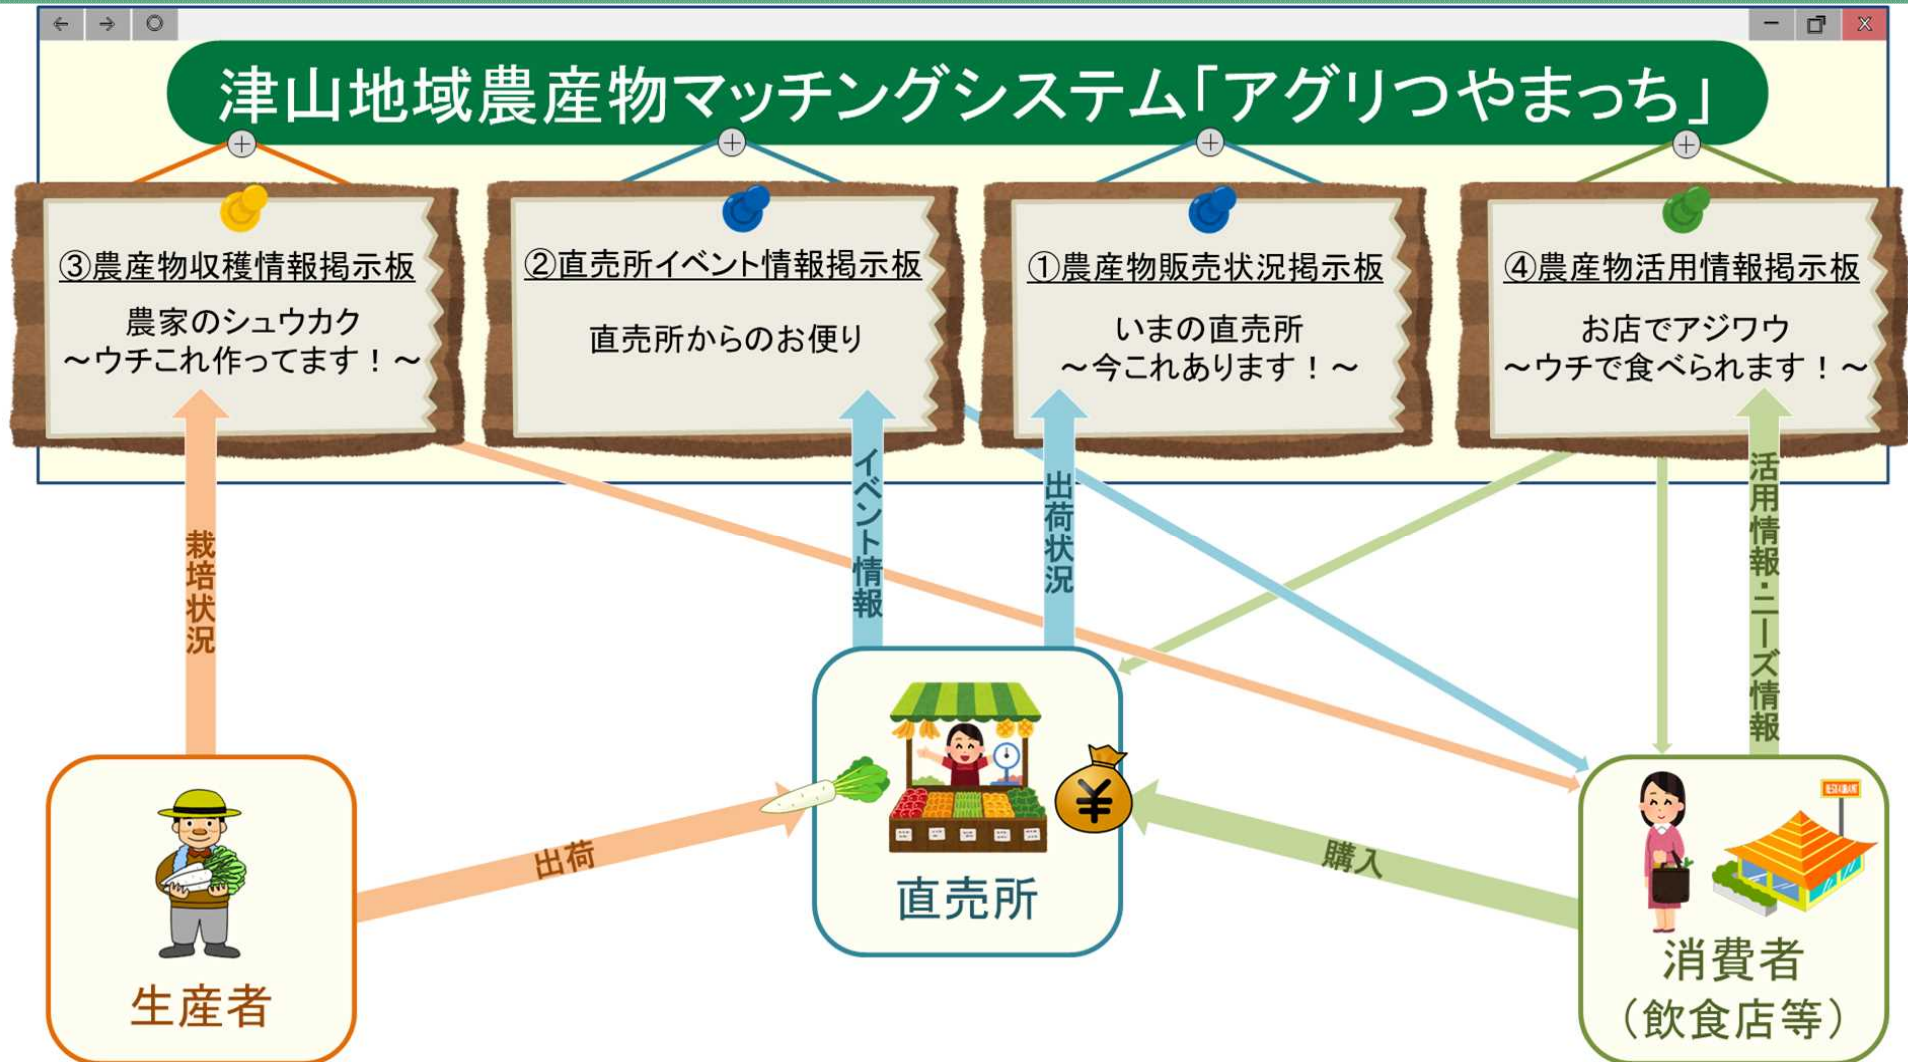 津山地域農産物マッチングシステム「アグリつやまっち」
③農産物収穫情報掲示板
農家のシュウカク
～ウチこれ作ってます！～
②直売所イベント情報掲示板
直売所からのお便り
①農産物販売状況掲示板
いまの直売所
～今これあります！～
④農産物活用情報掲示板
お店でアジワウ
～ウチで食べられます！～
栽培状況
イベント情報
出荷状況
活用情報・ニーズ情報
出荷
購入
¥
RESTAURANT
直売所
生産者
消費者
（飲食店等）